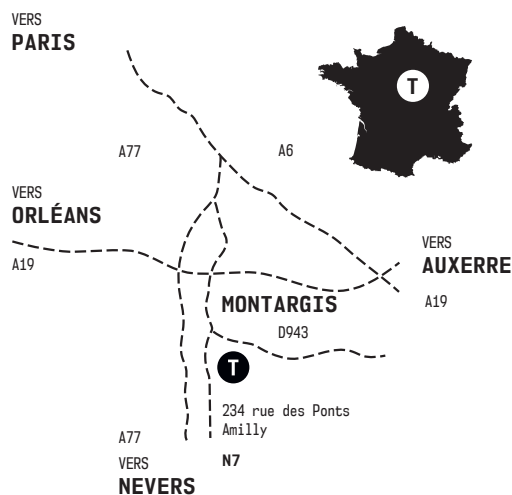 VERS
PARIS
T
A77
A6
VERS
ORLÉANS
A19
VERS
AUXERRE
A19
MONTARGIS
D943
T
234 rue des Ponts
Amilly
A77
N7
VERS
NEVERS